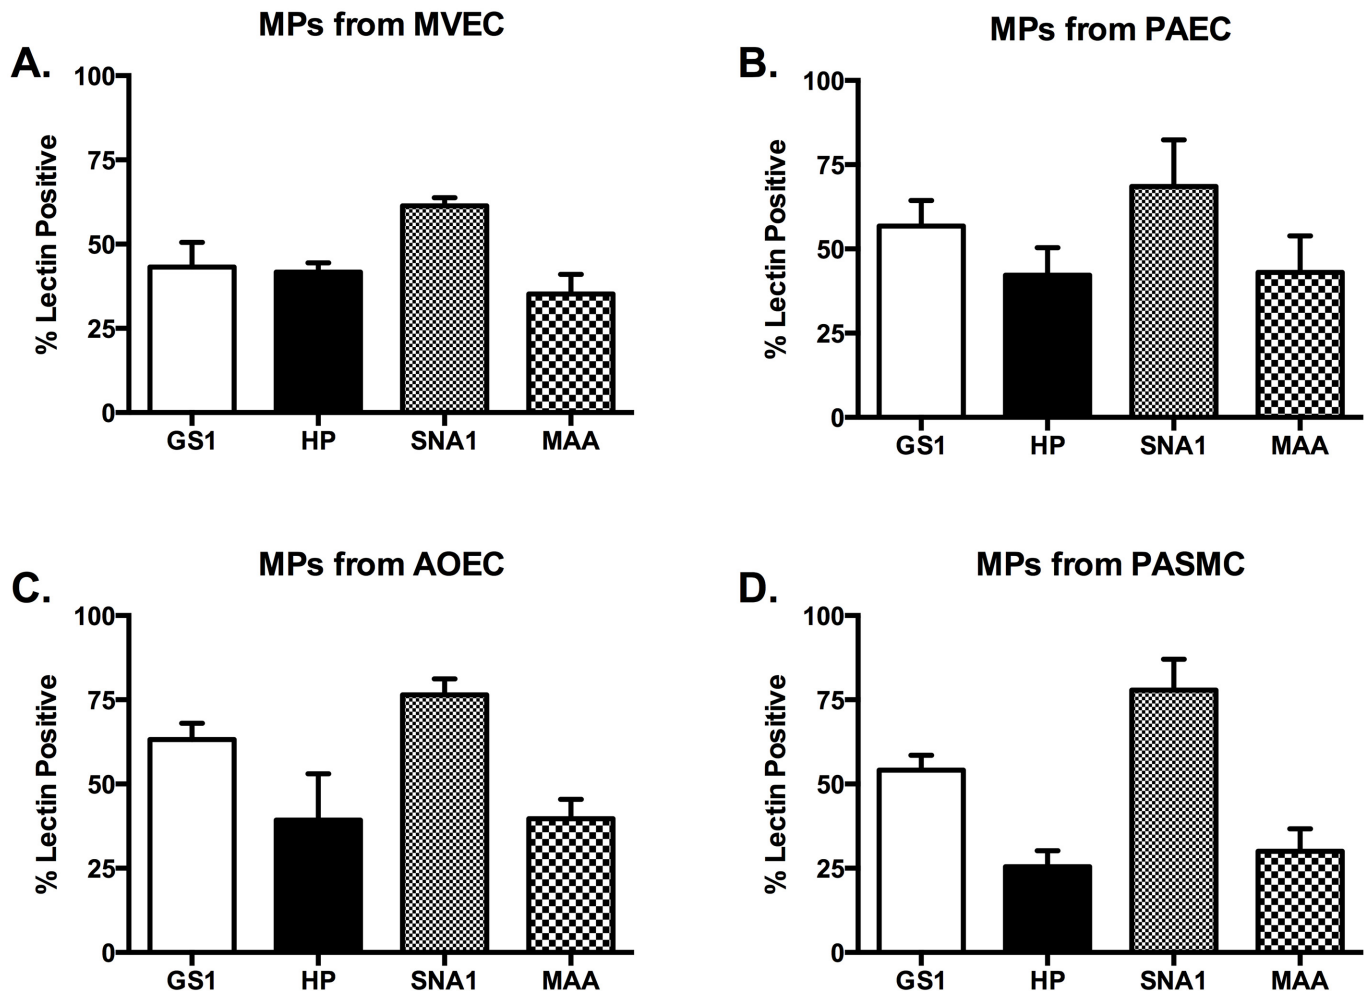 MPs from MVEC
A.
% Lectin Positive
100
75
50
25
0
GS1 HP SNA1 MAA
MPs from PAEC
B.
% Lectin Positive
100
75
50
25
0
GS1 HP SNA1 MAA
MPs from AOEC
C.
% Lectin Positive
100
75
50
25
0
GS1 HP SNA1 MAA
MPs from PASMC
D.
% Lectin Positive
100
75
50
25
0
GS1 HP SNA1 MAA